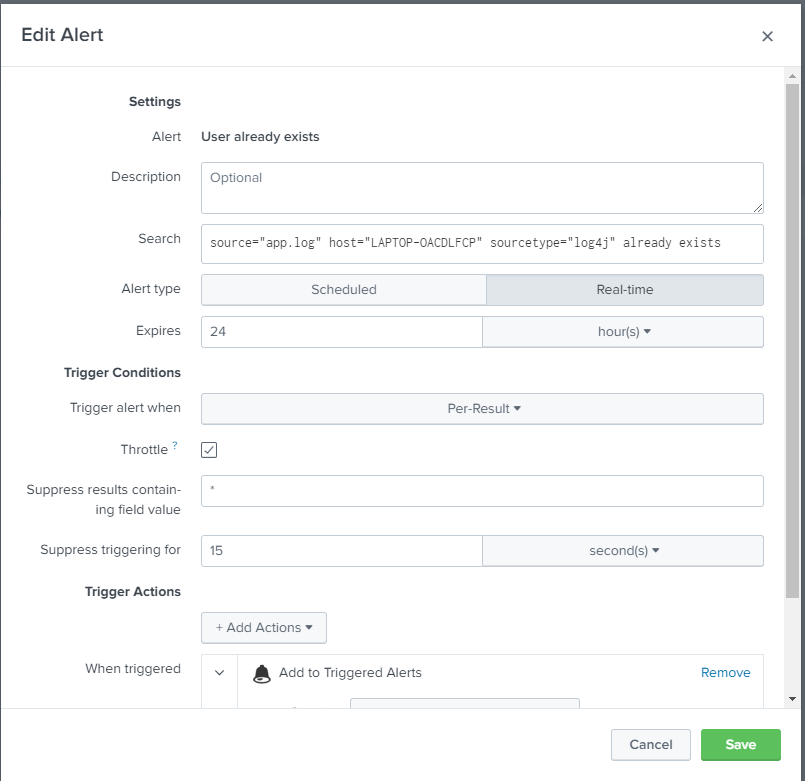 Edit Alert
Settings
Alert
User already exists
Description
Optional
Search
source="app.log" host="LAPTOP-OACDLFCP" sourcetype="log4j" already exists
Alert type
Scheduled
Real-time
Expires
24
hour(s)
Trigger Conditions
Trigger alert when
Per-Result
Throttle ?
Suppress results contain-
ing field value
*
Suppress triggering for
15
second(s)
Trigger Actions
+ Add Actions
When triggered
Add to Triggered Alerts
Remove
Cancel
Save